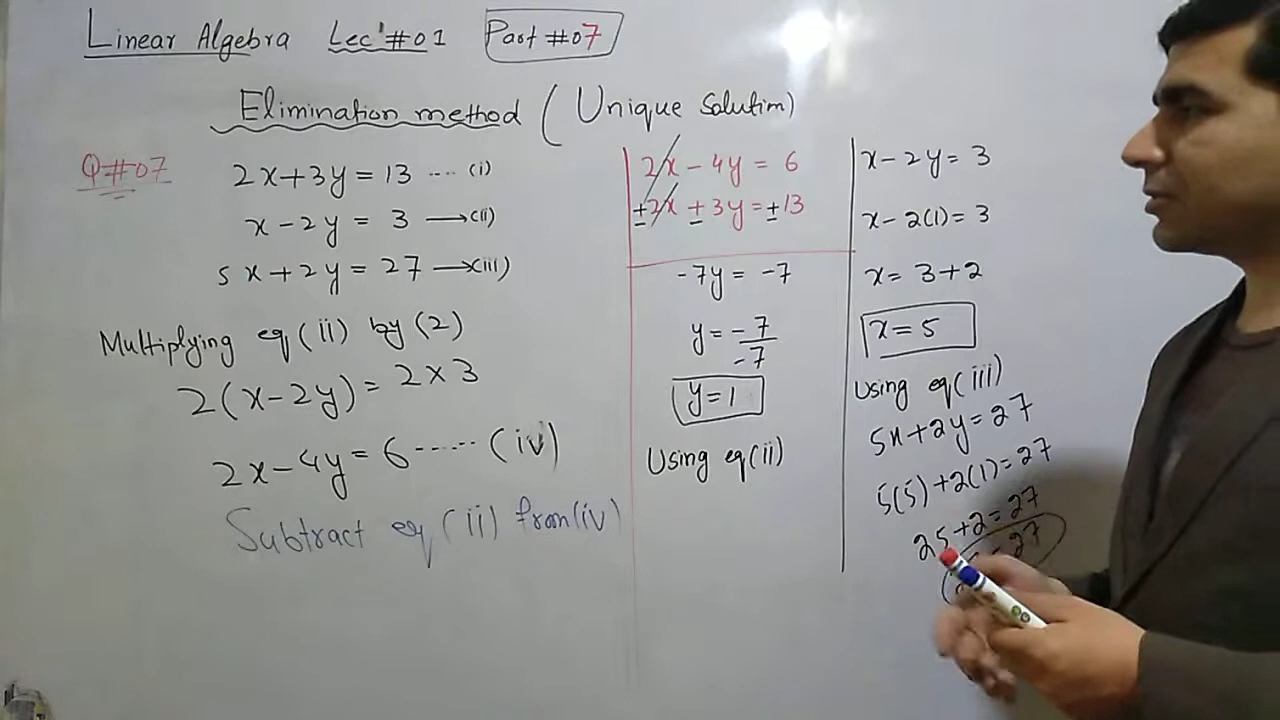 Linear Algebra Lec'#01 Part #07
Elimination method (Unique Solution)
Q#07
2x+3y=13 ....(i)
x-2y = 3 →(ii)
5x+2y=27 →(iii)
Multiplying eq(ii) by (2)
2(x-2y)= 2×3
2x-4y=6 ..... (iv)
Subtract eq(ii) from(iv)
2x - 4y = 6
±2x ± 3y = ± 13
-7y = -7
y = -7/-7
y=1
Using eq(ii)
x-2y=3
x-2(1)=3
x=3+2
x=5
Using eq(iii)
5x+2y=27
5(5)+2(1)=27
25+2=27
27